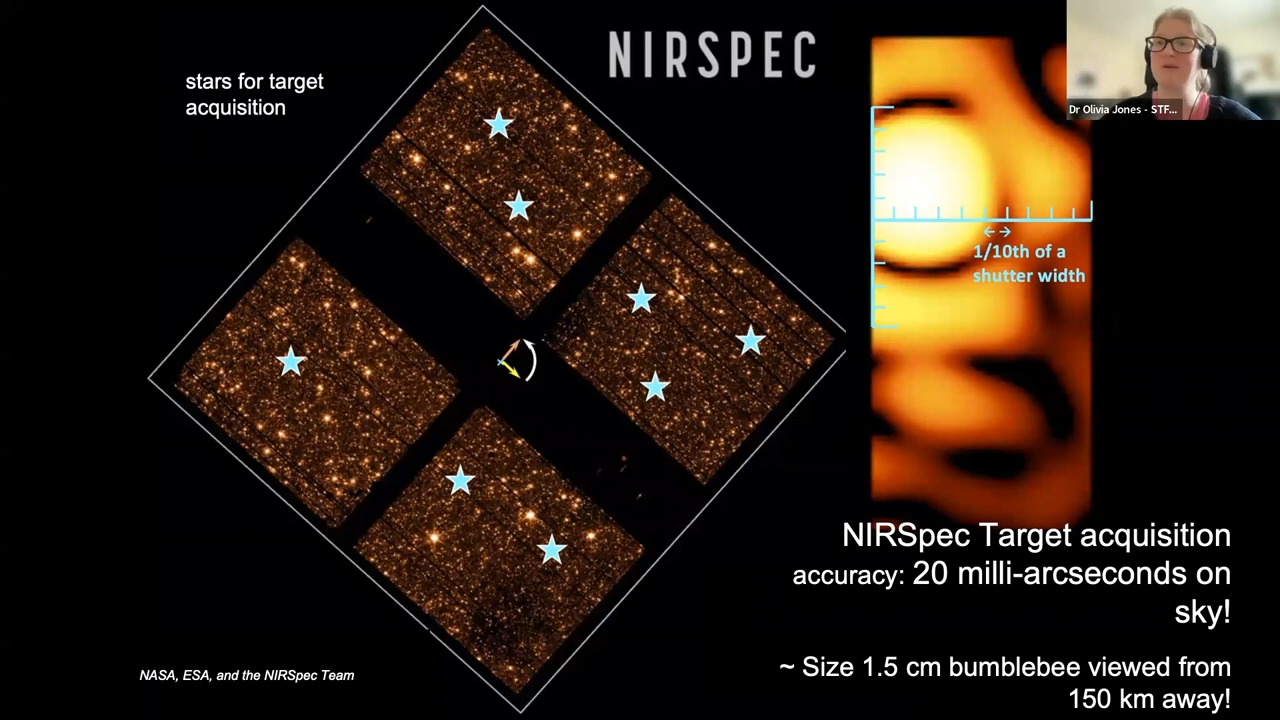 NIRSPEC
stars for target
acquisition
Dr Olivia Jones - STF...
1/10th of a
shutter width
NIRSpec Target acquisition
accuracy: 20 milli-arcseconds on
sky!
~ Size 1.5 cm bumblebee viewed from
150 km away!
NASA, ESA, and the NIRSpec Team